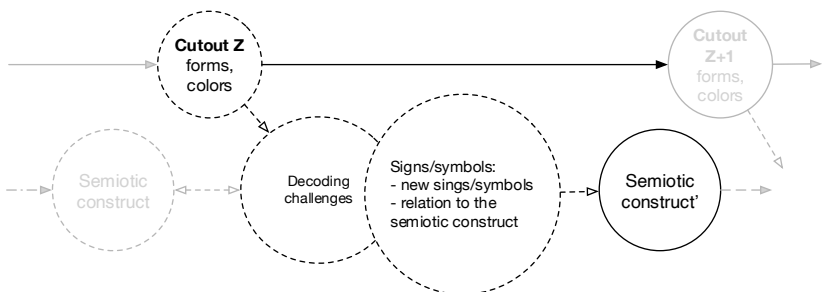 Cutout Z
forms,
colors
Cutout
Z+1
forms,
colors
Semiotic
construct
Decoding
challenges
Signs/symbols:
- new sings/symbols
- relation to the
semiotic construct
Semiotic
construct'